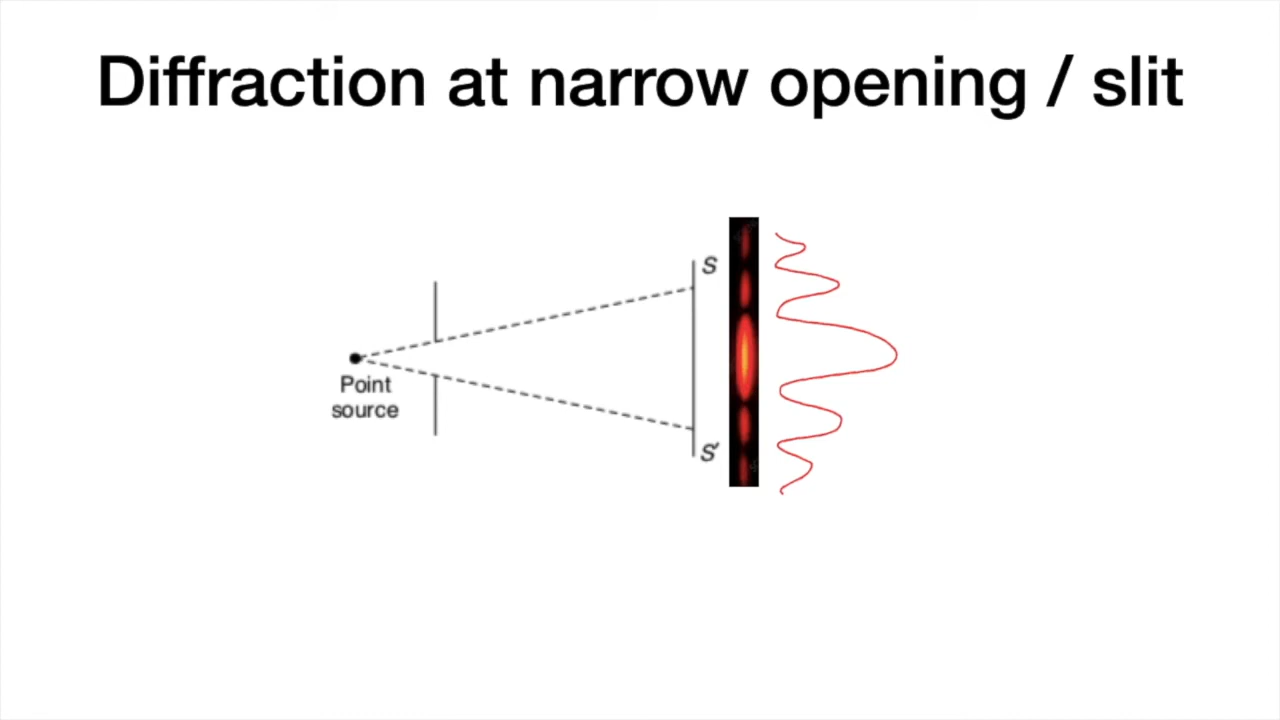 Diffraction at narrow opening / slit
S
Point
source
S′